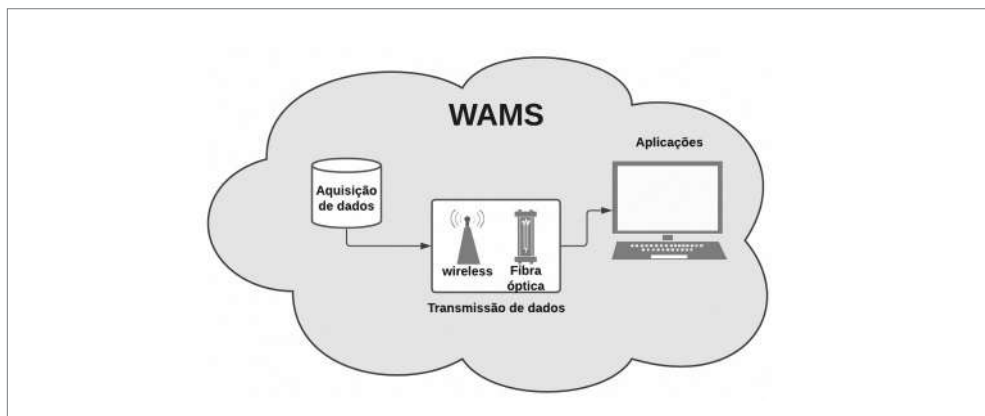 WAMS
Aplicações
Aquisição
de dados
wireless
Fibra
óptica
Transmissão de dados